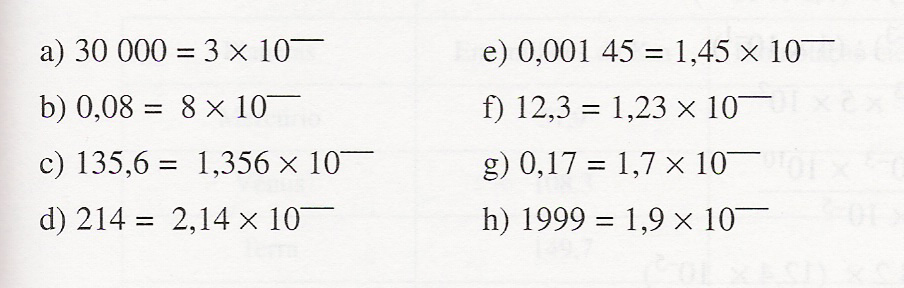 a) 30 000 = 3 × 10—
b) 0,08 = 8 × 10—
c) 135,6 = 1,356 × 10—
d) 214 = 2,14 × 10—
e) 0,001 45 = 1,45 × 10—
f) 12,3 = 1,23 × 10—
g) 0,17 = 1,7 × 10—
h) 1999 = 1,9 × 10—